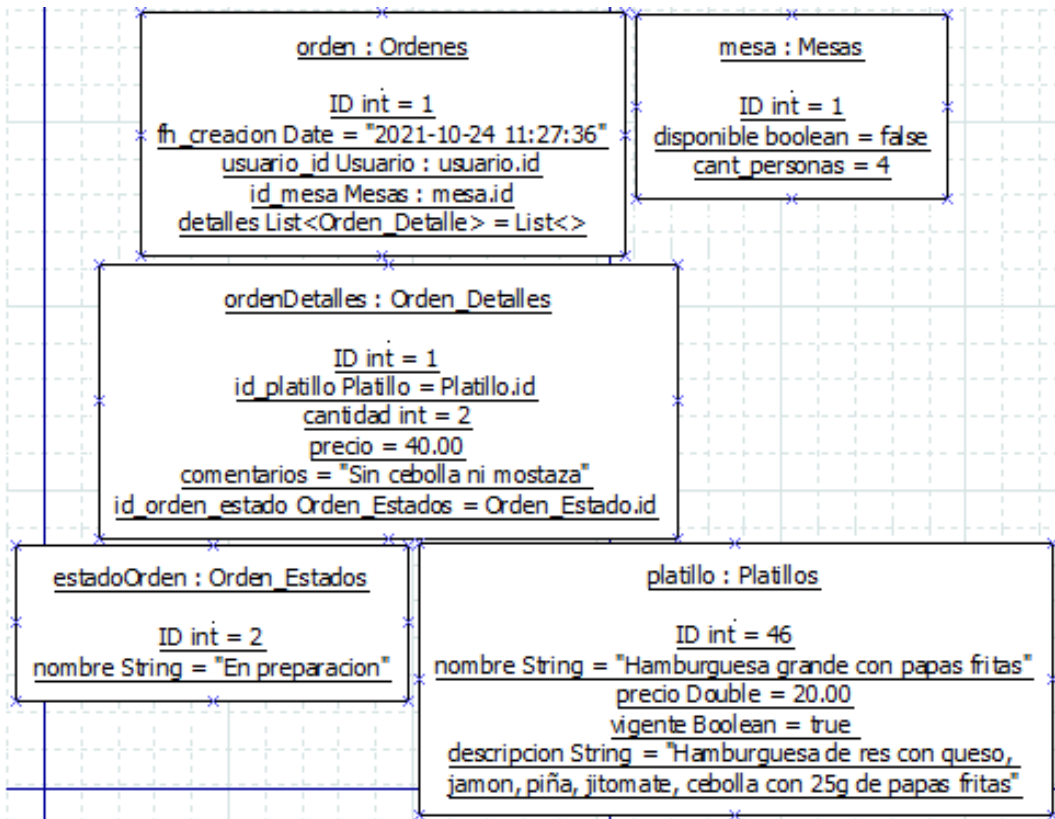 orden : Ordenes
ID int = 1
fh_creacion Date = "2021-10-24 11:27:36"
usuario_id Usuario : usuario.id
id_mesa Mesas : mesa.id
detalles List<Orden_Detalle> = List<>
mesa : Mesas
ID int = 1
disponible boolean = false
cant_personas = 4
ordenDetalles : Orden_Detalles
ID int = 1
id_platillo Platillo = Platillo.id
cantidad int = 2
precio = 40.00
comentarios = "Sin cebolla ni mostaza"
id_orden_estado Orden_Estados = Orden_Estado.id
estadoOrden : Orden_Estados
ID int = 2
nombre String = "En preparacion"
platillo : Platillos
ID int = 46
nombre String = "Hamburguesa grande con papas fritas"
precio Double = 20.00
vigente Boolean = true
descripcion String = "Hamburguesa de res con queso,
jamon, piña, jitomate, cebolla con 25g de papas fritas"